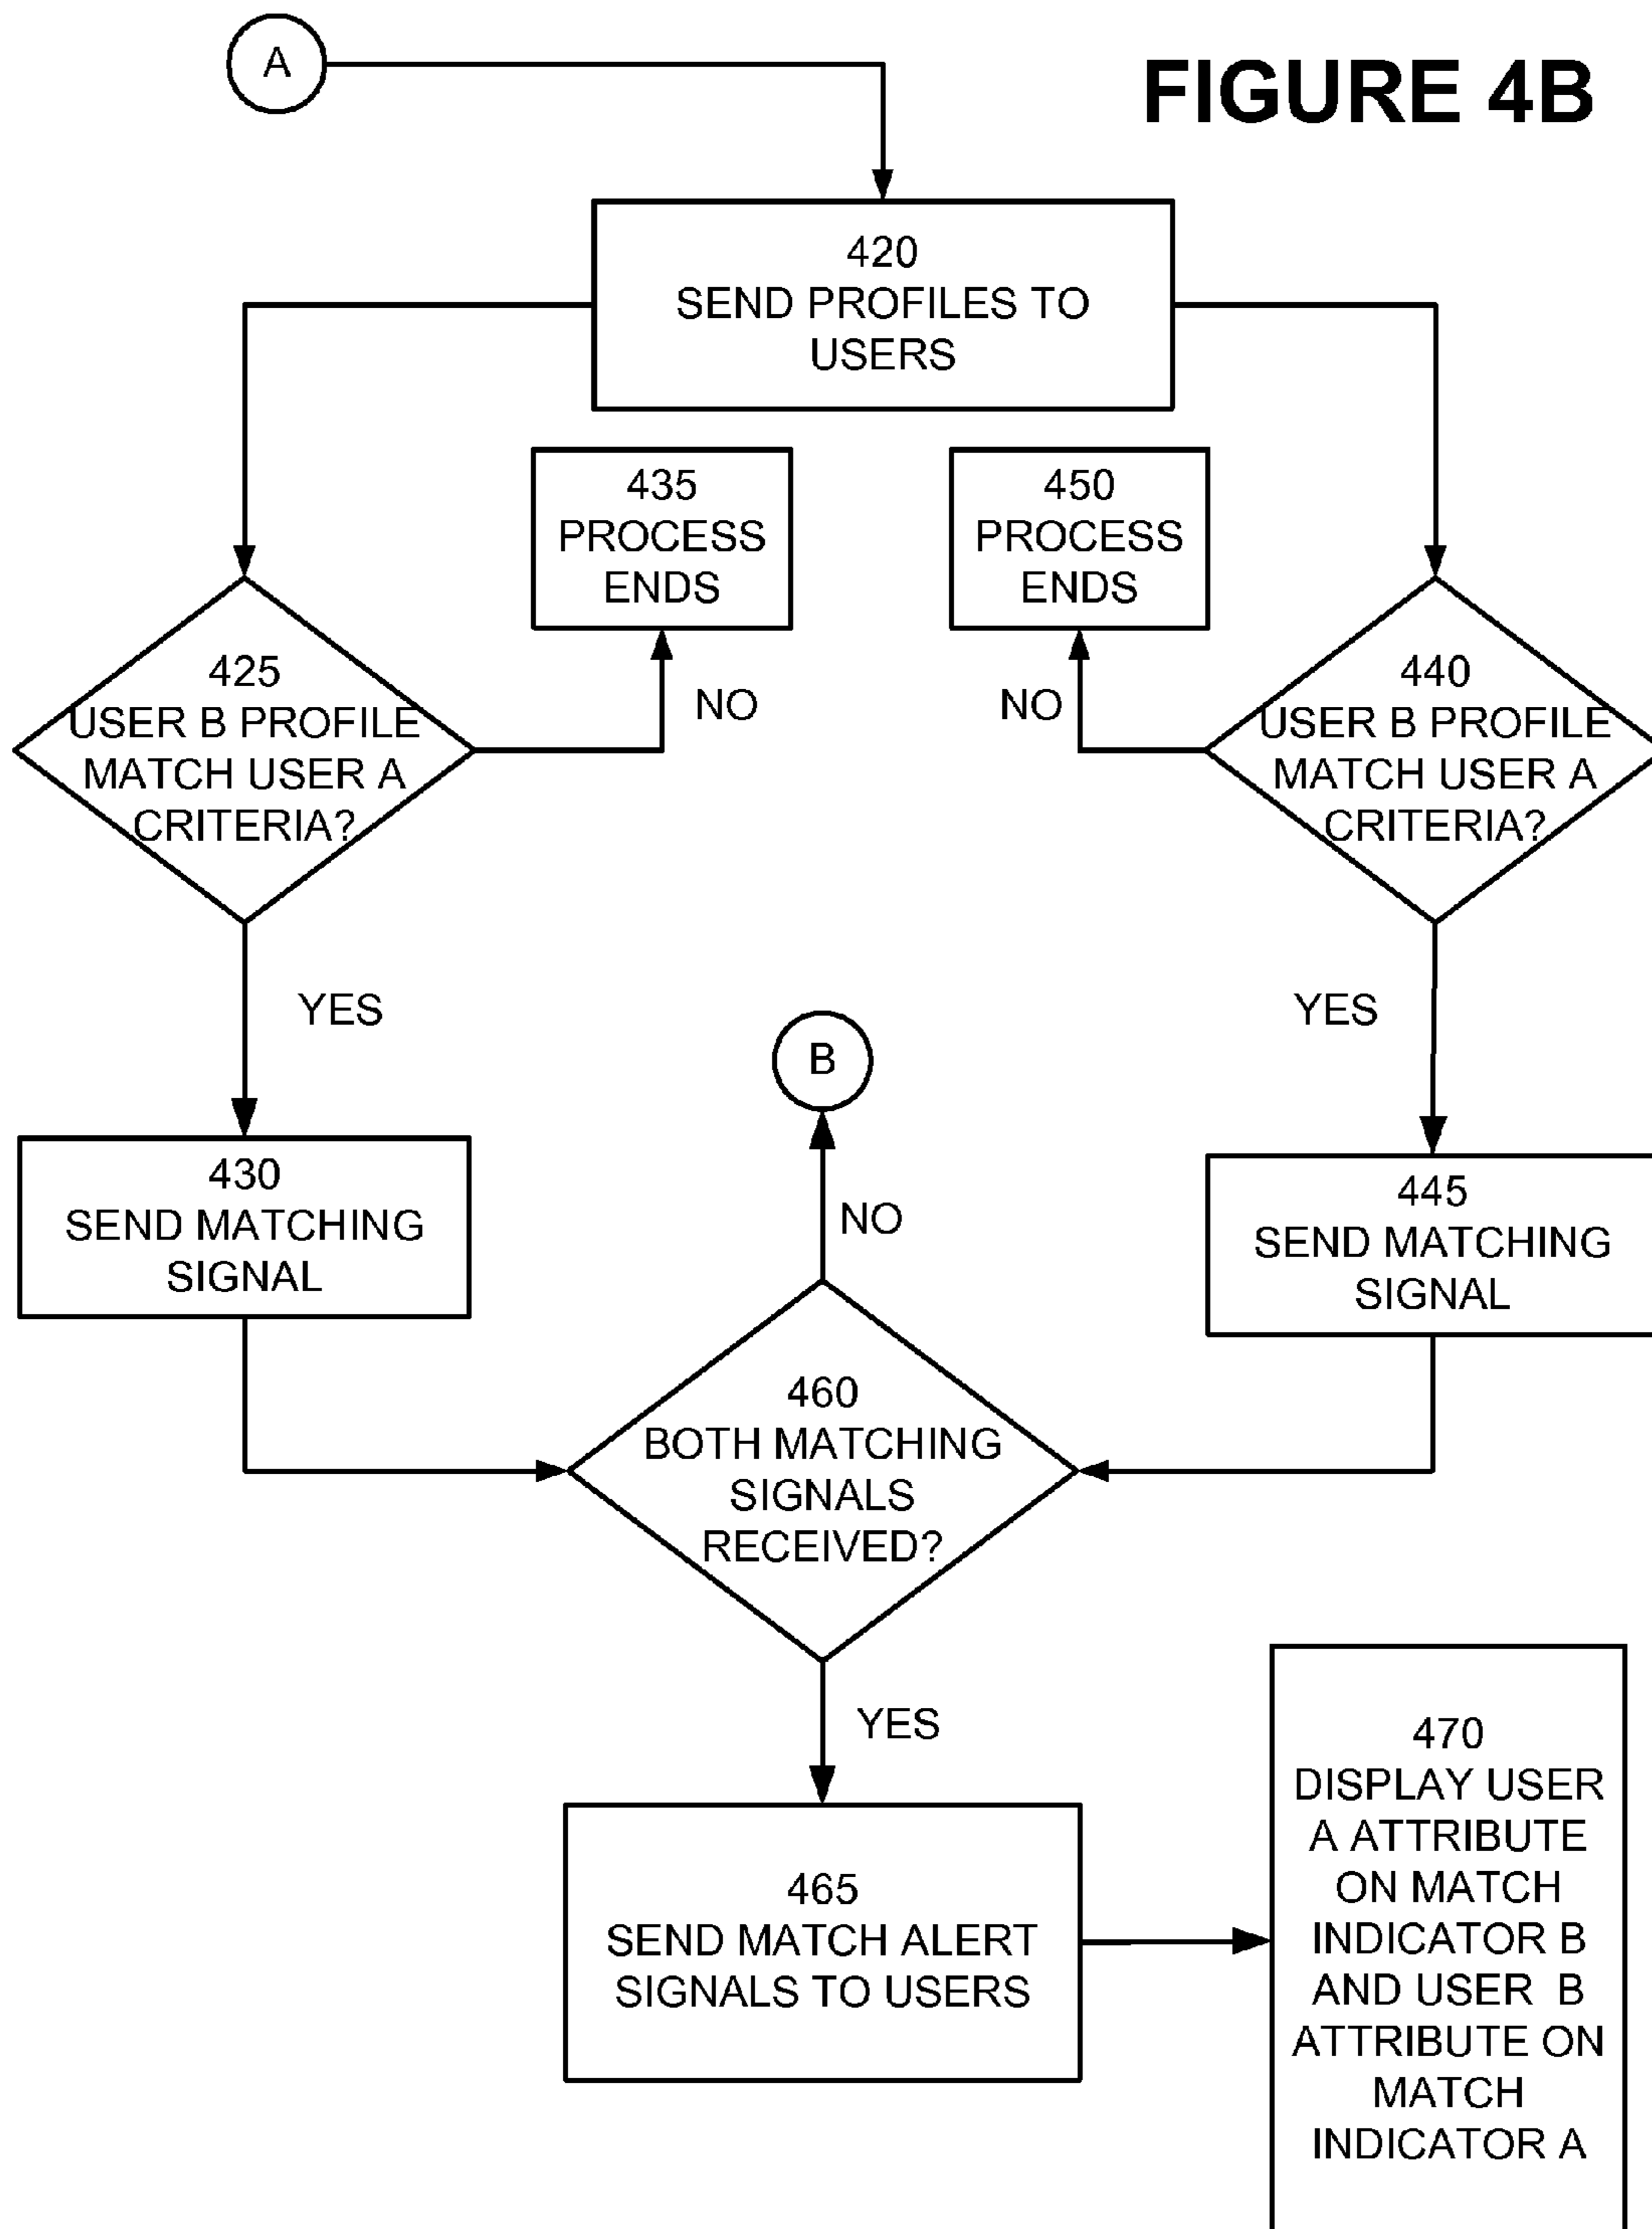 A
FIGURE 4B
420
SEND PROFILES TO
USERS
435
PROCESS
ENDS
450
PROCESS
ENDS
425
USER B PROFILE
MATCH USER A
CRITERIA?
NO
NO
440
USER B PROFILE
MATCH USER A
CRITERIA?
YES
YES
B
430
SEND MATCHING
SIGNAL
NO
445
SEND MATCHING
SIGNAL
460
BOTH MATCHING
SIGNALS
RECEIVED?
YES
465
SEND MATCH ALERT
SIGNALS TO USERS
470
DISPLAY USER
A ATTRIBUTE
ON MATCH
INDICATOR B
AND USER B
ATTRIBUTE ON
MATCH
INDICATOR A